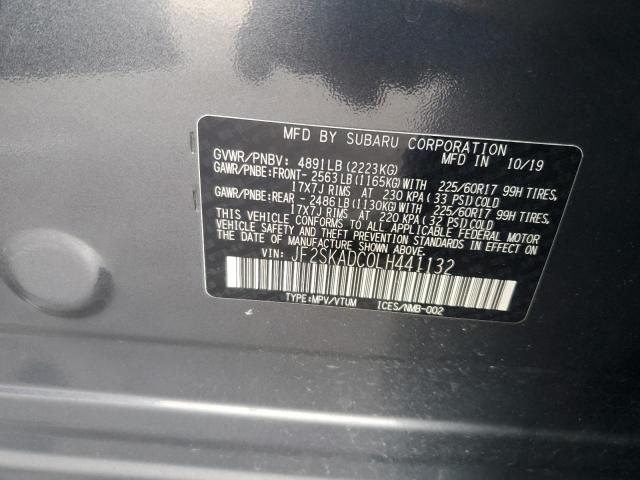 MFD BY SUBARU CORPORATION
GVWR/PNBV: 4891LB(2223KG) MFD. IN 10/19
GAWR/PNBE:FRONT- 2563LB(1165KG)WITH 225/60R17 99H TIRES,
17X7J RIMS AT 230 KPA(33 PSI)COLD
GAWR/PNBE:REAR - 2486LB(1130KG)WITH 225/60R17 99H TIRES,
17X7J RIMS AT 220 KPA(32 PSI)COLD
THIS VEHICLE CONFORMS TO ALL APPLICABLE FEDERAL MOTOR
VEHICLE SAFETY AND THEFT PREVENTION STANDARDS IN EFFECT
ON THE DATE OF MANUFACTURE SHOWN ABOVE.
VIN: JF2SKADC0LH441132
TYPE:MPV/VTUM ICES/NMB-002